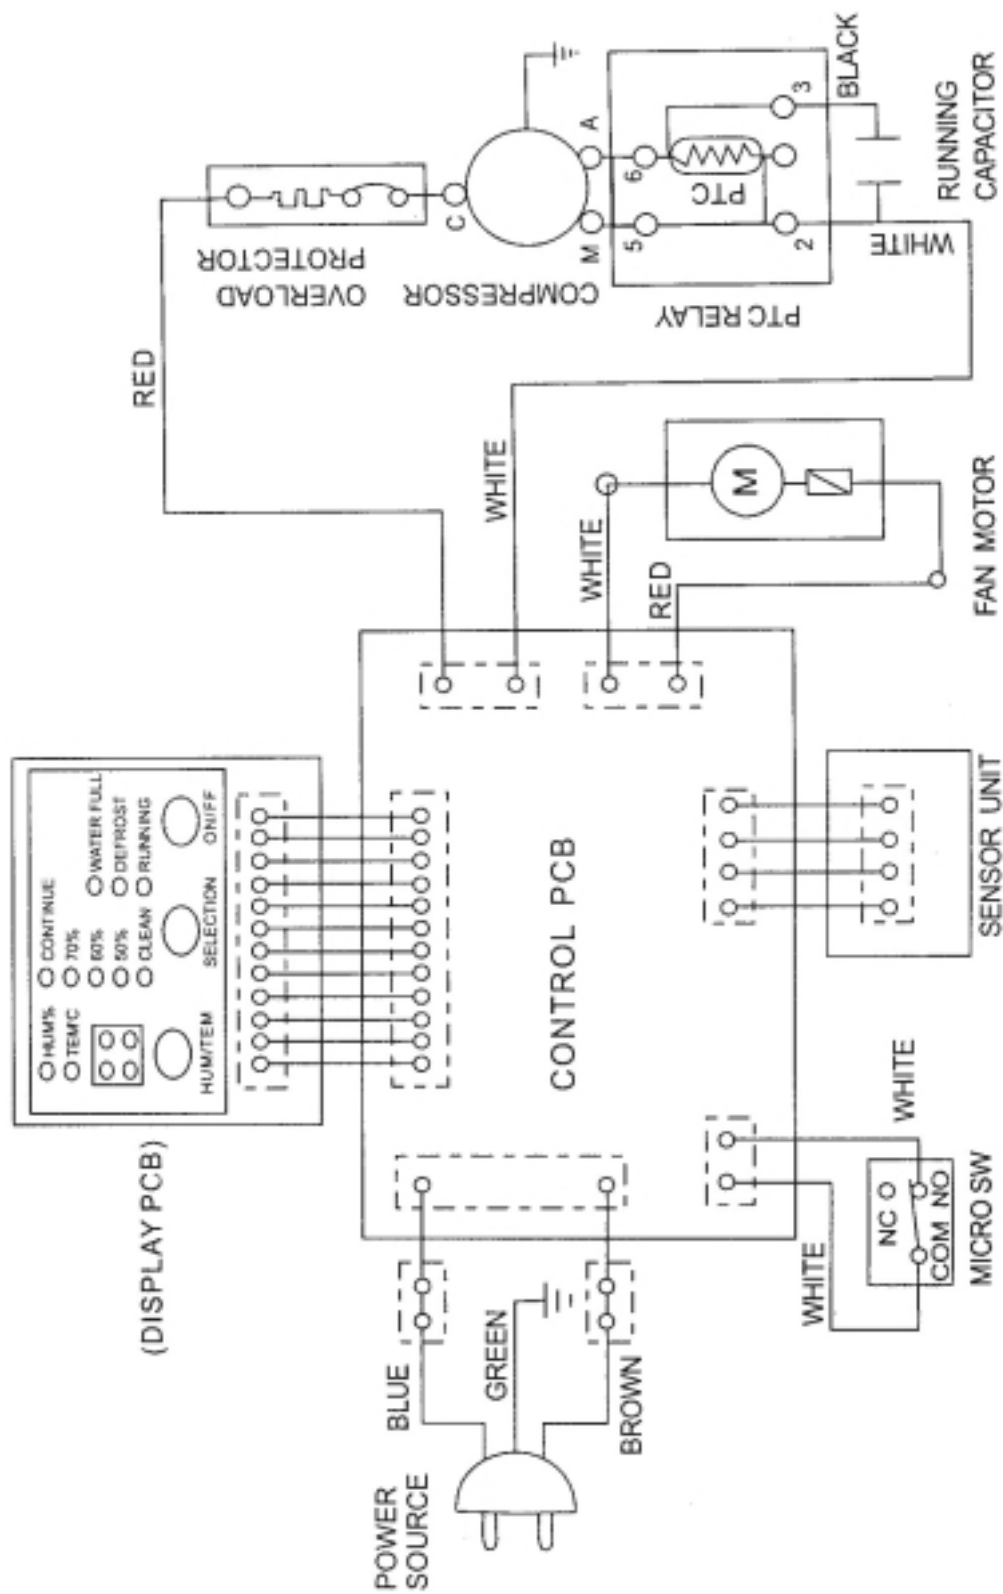 (DISPLAY PCB)
HUM%
TEM'C
HUM/TEM
CONTINUE
70%
60%
50%
CLEAN
SELECTION
WATER FULL
DEFROST
RUNNING
ON/FF
POWER
SOURCE
BLUE
GREEN
BROWN
CONTROL PCB
RED
WHITE
WHITE
RED
OVERLOAD
PROTECTOR
COMPRESSOR
C
M
A
5
6
PTC
2
3
PTC RELAY
WHITE
BLACK
RUNNING
CAPACITOR
M
FAN MOTOR
SENSOR UNIT
WHITE
WHITE
NC
COM NO
MICRO SW